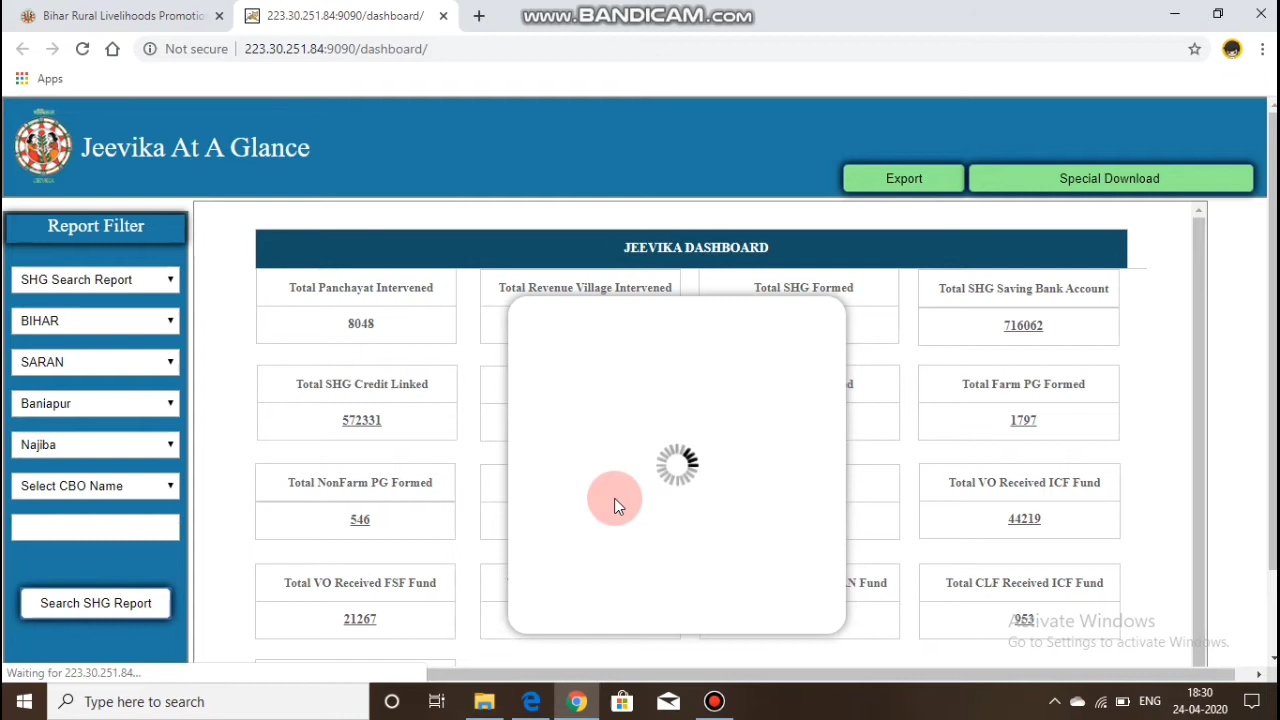 Bihar Rural Livelihoods Promotic
223.30.251.84:9090/dashboard/
www.BANDICAM.com
Not secure
223.30.251.84:9090/dashboard/
Apps
Jeevika At A Glance
Export
Special Download
Report Filter
SHG Search Report
BIHAR
SARAN
Baniapur
Najiba
Select CBO Name
Search SHG Report
JEEVIKA DASHBOARD
Total Panchayat Intervened
Total Revenue Village Intervened
Total SHG Formed
Total SHG Saving Bank Account
8048
716062
Total SHG Credit Linked
Total Farm PG Formed
572331
1797
Total NonFarm PG Formed
Total VO Received ICF Fund
546
44219
Total VO Received FSF Fund
N Fund
Total CLF Received ICF Fund
21267
953
Activate Windows
Go to Settings to activate Windows.
Waiting for 223.30.251.84...
Type here to search
ENG
18:30
24-04-2020